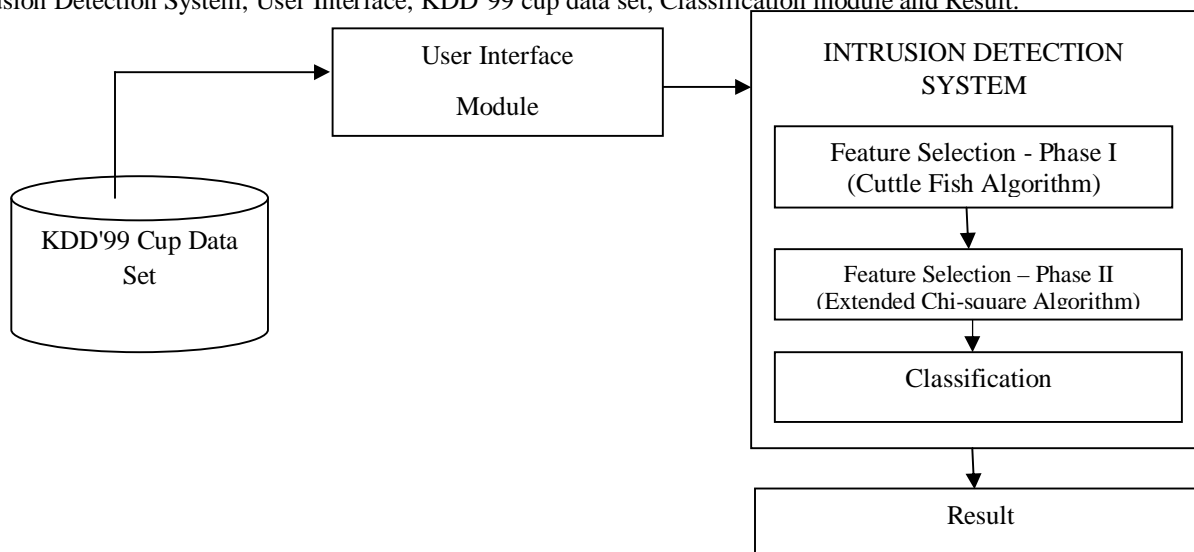 sion Detection System, User Interface, KDD'99 cup data set, Classification module and Result.
User Interface
Module
INTRUSION DETECTION
SYSTEM
Feature Selection - Phase I
(Cuttle Fish Algorithm)
KDD'99 Cup Data
Set
Feature Selection – Phase II
(Extended Chi-square Algorithm)
Classification
Result